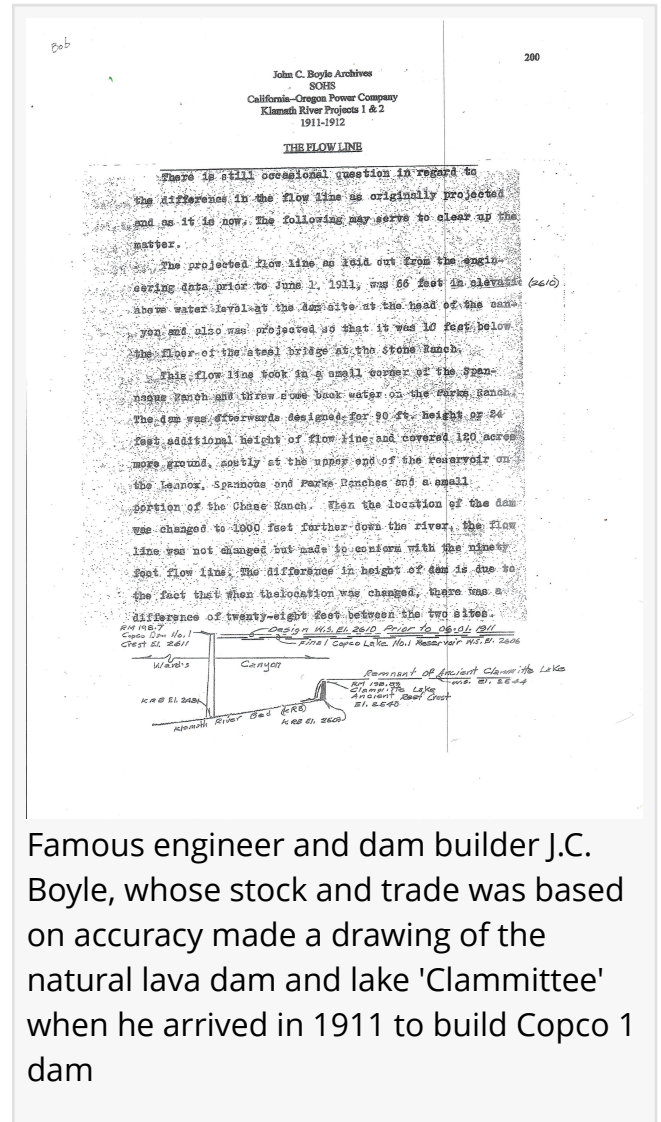 Bob
200
John C. Boyle Archives
SOHS
California–Oregon Power Company
Klamath River Projects 1 & 2
1911-1912
THE FLOW LINE
There is still occasional question in regard to
the difference in the flow line as originally projected
and as it is now. The following may serve to clear up the
matter.
The projected flow line as laid out from the engin-
eering data prior to June 1, 1911, was 66 feet in elevation (2610)
above water level at the dam site at the head of the can-
yon and also was projected so that it was 10 feet below
the floor of the steel bridge at the Stone Ranch.
This flow line took in a small corner of the Span-
naus Ranch and threw some back water on the Parks Ranch.
The dam was afterwards designed for 90 ft. height or 24
feet additional height of flow line and covered 120 acres
more ground, mostly at the upper end of the reservoir on
the Lennox, Spannous and Parks Ranches and a small
portion of the Chase Ranch. When the location of the dam
was changed to 1000 feet further down the river, the flow
line was not changed but made to conform with the ninety
foot flow line. The difference in height of dam is due to
the fact that when thelocation was changed, there was a
difference of twenty-eight feet between the two sites.
RM 198.7
Copco Dam No. 1
Crest El. 2611
Design W.S. El. 2610 Prior to 06.01.1911
Final Copco Lake No.1 Reservoir W.S. El. 2606
Ward's Canyon
Remnant of Ancient Clammitte Lake
W.S. El. 2544
RM 198.88
Clammitte Lake
Ancient Reef Crest
El. 2540
KRB El. 2481
Klamath River Bed (KRB)
KRB El.
Famous engineer and dam builder J.C.
Boyle, whose stock and trade was based
on accuracy made a drawing of the
natural lava dam and lake 'Clammittee'
when he arrived in 1911 to build Copco 1
dam